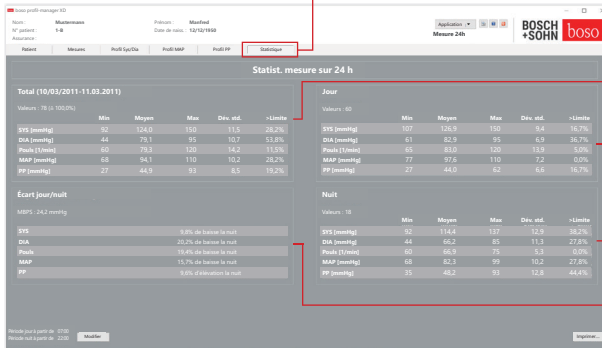 boso profil-manager XD
Nom : Mustermann Prénom : Manfred
N° patient : 1-8 Date de naiss. : 12/12/1958
Assurance :
Application
Mesure 24h
BOSCH
+SOHN
boso
Patient Mesures Profil Sys/Dia Profil MAP Profil PP Statistique
Statist. mesure sur 24 h
Total (10/03/2011-11.03.2011)
Valeurs : 78 (≙ 100,0%)
Min Moyen Max Dév. std. >Limite
SYS [mmHg] 92 124,0 150 11,5 28,2%
DIA [mmHg] 44 79,1 95 10,7 53,8%
Pouls [1/min] 60 79,3 120 14,2 11,5%
MAP [mmHg] 68 94,1 110 10,2 28,2%
PP [mmHg] 27 44,9 93 8,5 19,2%
Jour
Valeurs : 60
Min Moyen Max Dév. std. >Limite
SYS [mmHg] 107 126,9 150 9,4 16,7%
DIA [mmHg] 61 82,9 95 6,9 36,7%
Pouls [1/min] 65 83,0 120 13,9 5,0%
MAP [mmHg] 77 97,6 110 7,2 0,0%
PP [mmHg] 27 44,0 62 6,6 16,7%
Écart jour/nuit
MBPS : 24,2 mmHg
SYS 9,8% de baisse la nuit
DIA 20,2% de baisse la nuit
Pouls 19,4% de baisse la nuit
MAP 15,7% de baisse la nuit
PP 9,6% d'élévation la nuit
Nuit
Valeurs : 18
Min Moyen Max Dév. std. >Limite
SYS [mmHg] 92 114,4 137 12,9 38,2%
DIA [mmHg] 44 66,2 85 11,3 27,8%
Pouls [1/min] 60 66,9 75 5,3 0,0%
MAP [mmHg] 68 82,3 99 10,2 27,8%
PP [mmHg] 35 48,2 93 12,8 44,4%
Période jour à partir de 07:00
Période nuit à partir de 22:00
Modifier
Imprimer...